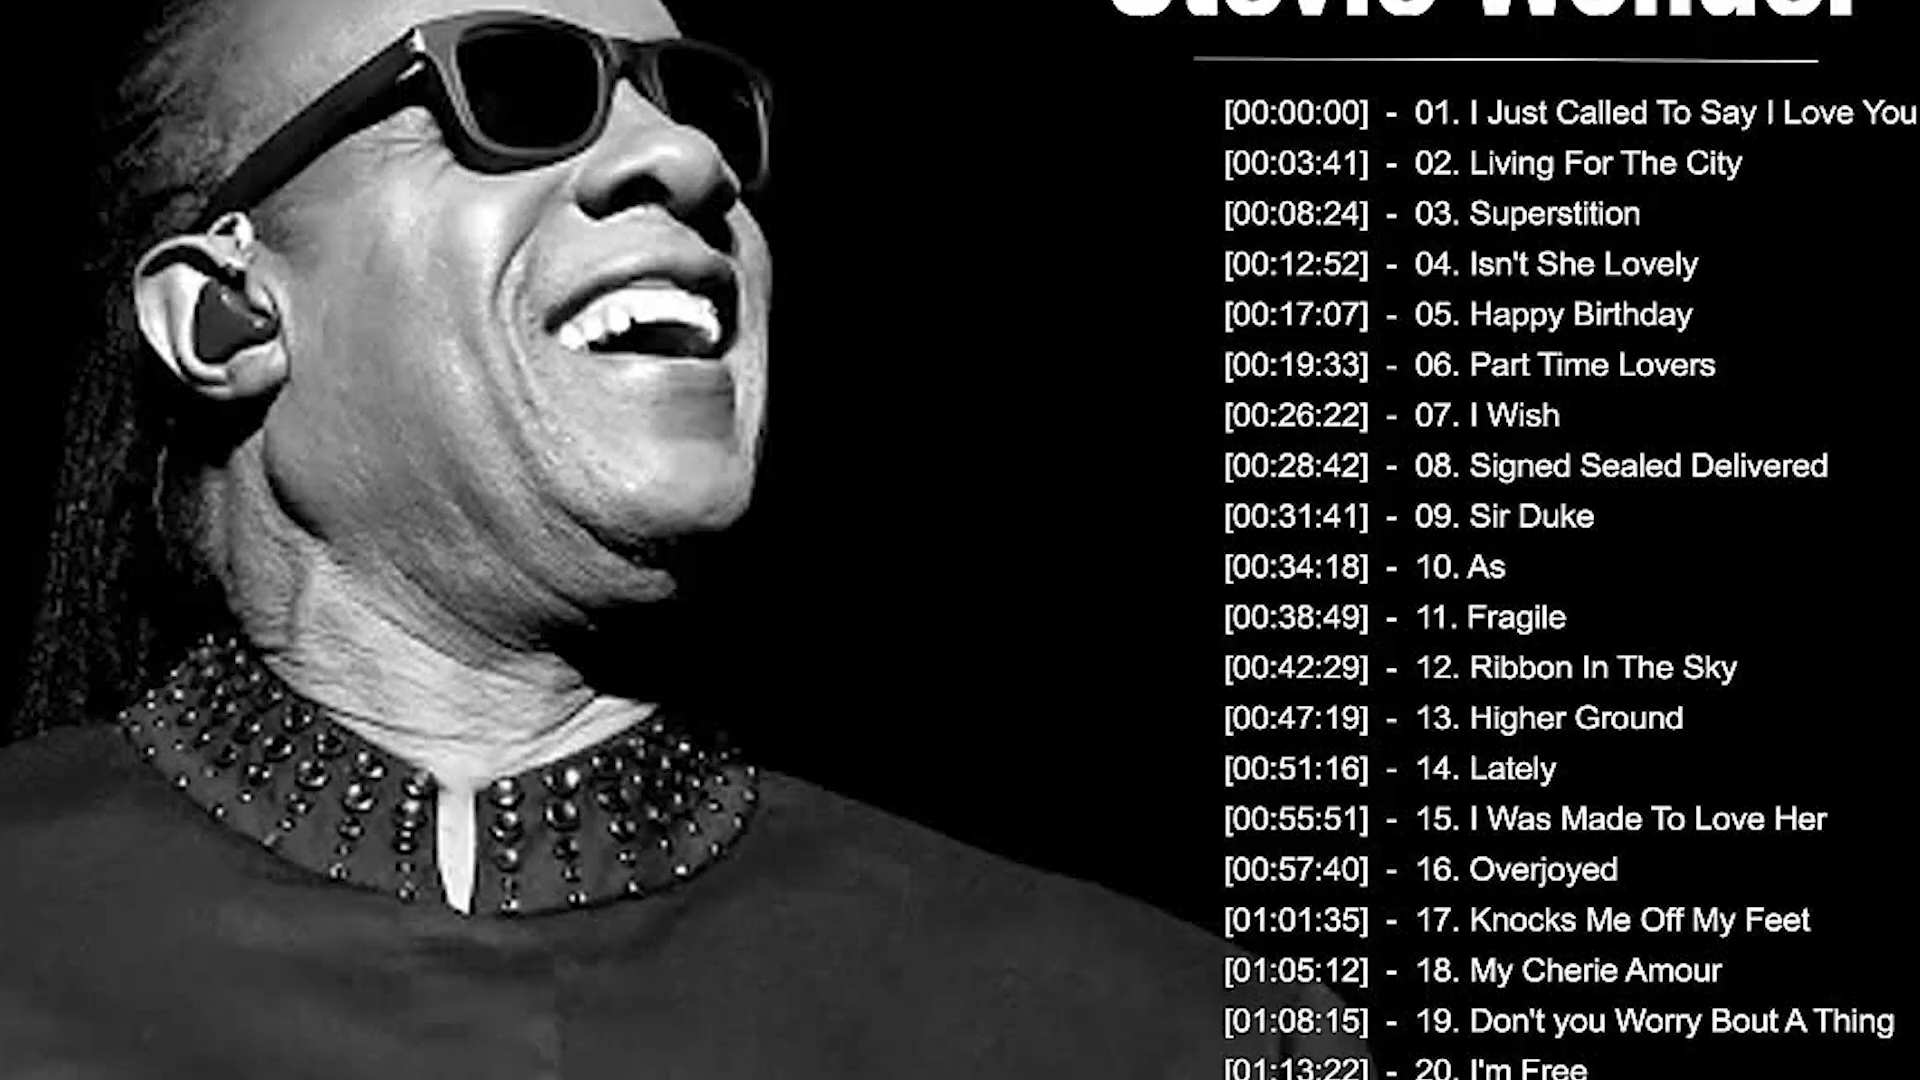 Stevie Wonder
[00:00:00] - 01. I Just Called To Say I Love You
[00:03:41] - 02. Living For The City
[00:08:24] - 03. Superstition
[00:12:52] - 04. Isn't She Lovely
[00:17:07] - 05. Happy Birthday
[00:19:33] - 06. Part Time Lovers
[00:26:22] - 07. I Wish
[00:28:42] - 08. Signed Sealed Delivered
[00:31:41] - 09. Sir Duke
[00:34:18] - 10. As
[00:38:49] - 11. Fragile
[00:42:29] - 12. Ribbon In The Sky
[00:47:19] - 13. Higher Ground
[00:51:16] - 14. Lately
[00:55:51] - 15. I Was Made To Love Her
[00:57:40] - 16. Overjoyed
[01:01:35] - 17. Knocks Me Off My Feet
[01:05:12] - 18. My Cherie Amour
[01:08:15] - 19. Don't you Worry Bout A Thing
[01:13:22] - 20. I'm Free